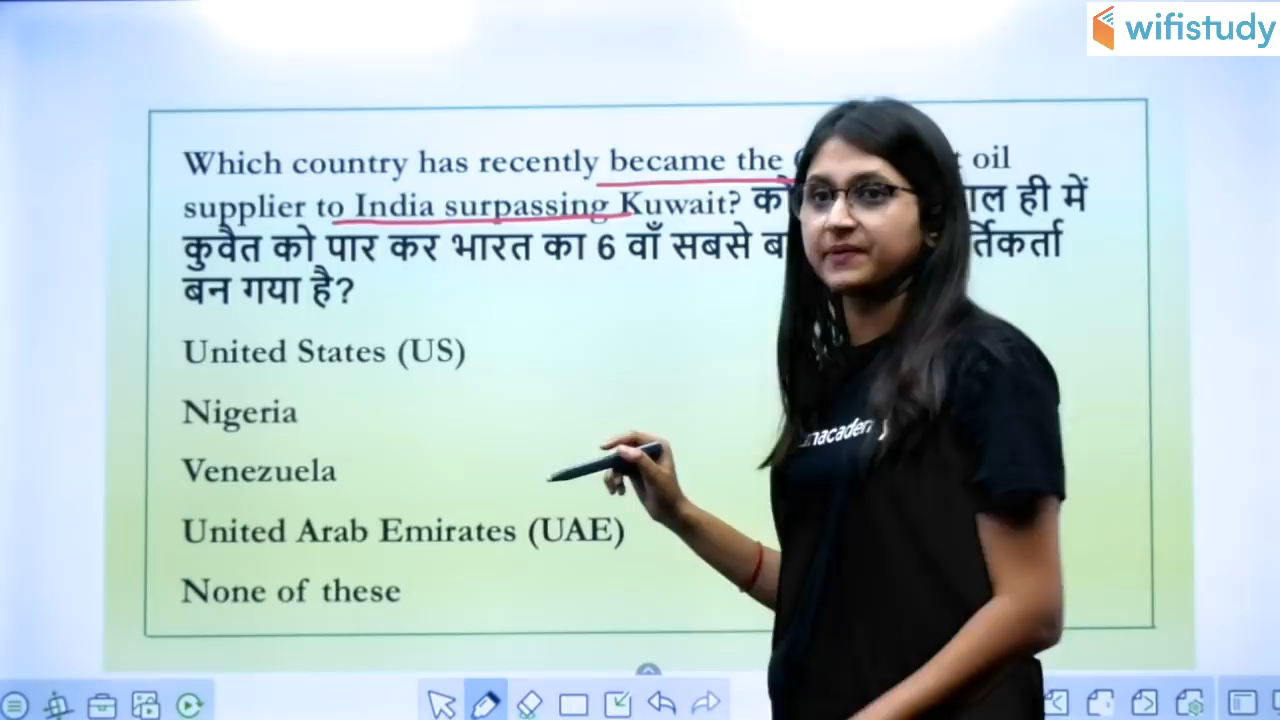 wifistudy
Which country has recently became the oil
supplier to India surpassing Kuwait? ही में
कुवैत को पार कर भारत का 6 वाँ सबसे
बन गया है?
United States (US)
Nigeria
Venezuela
United Arab Emirates (UAE)
None of these